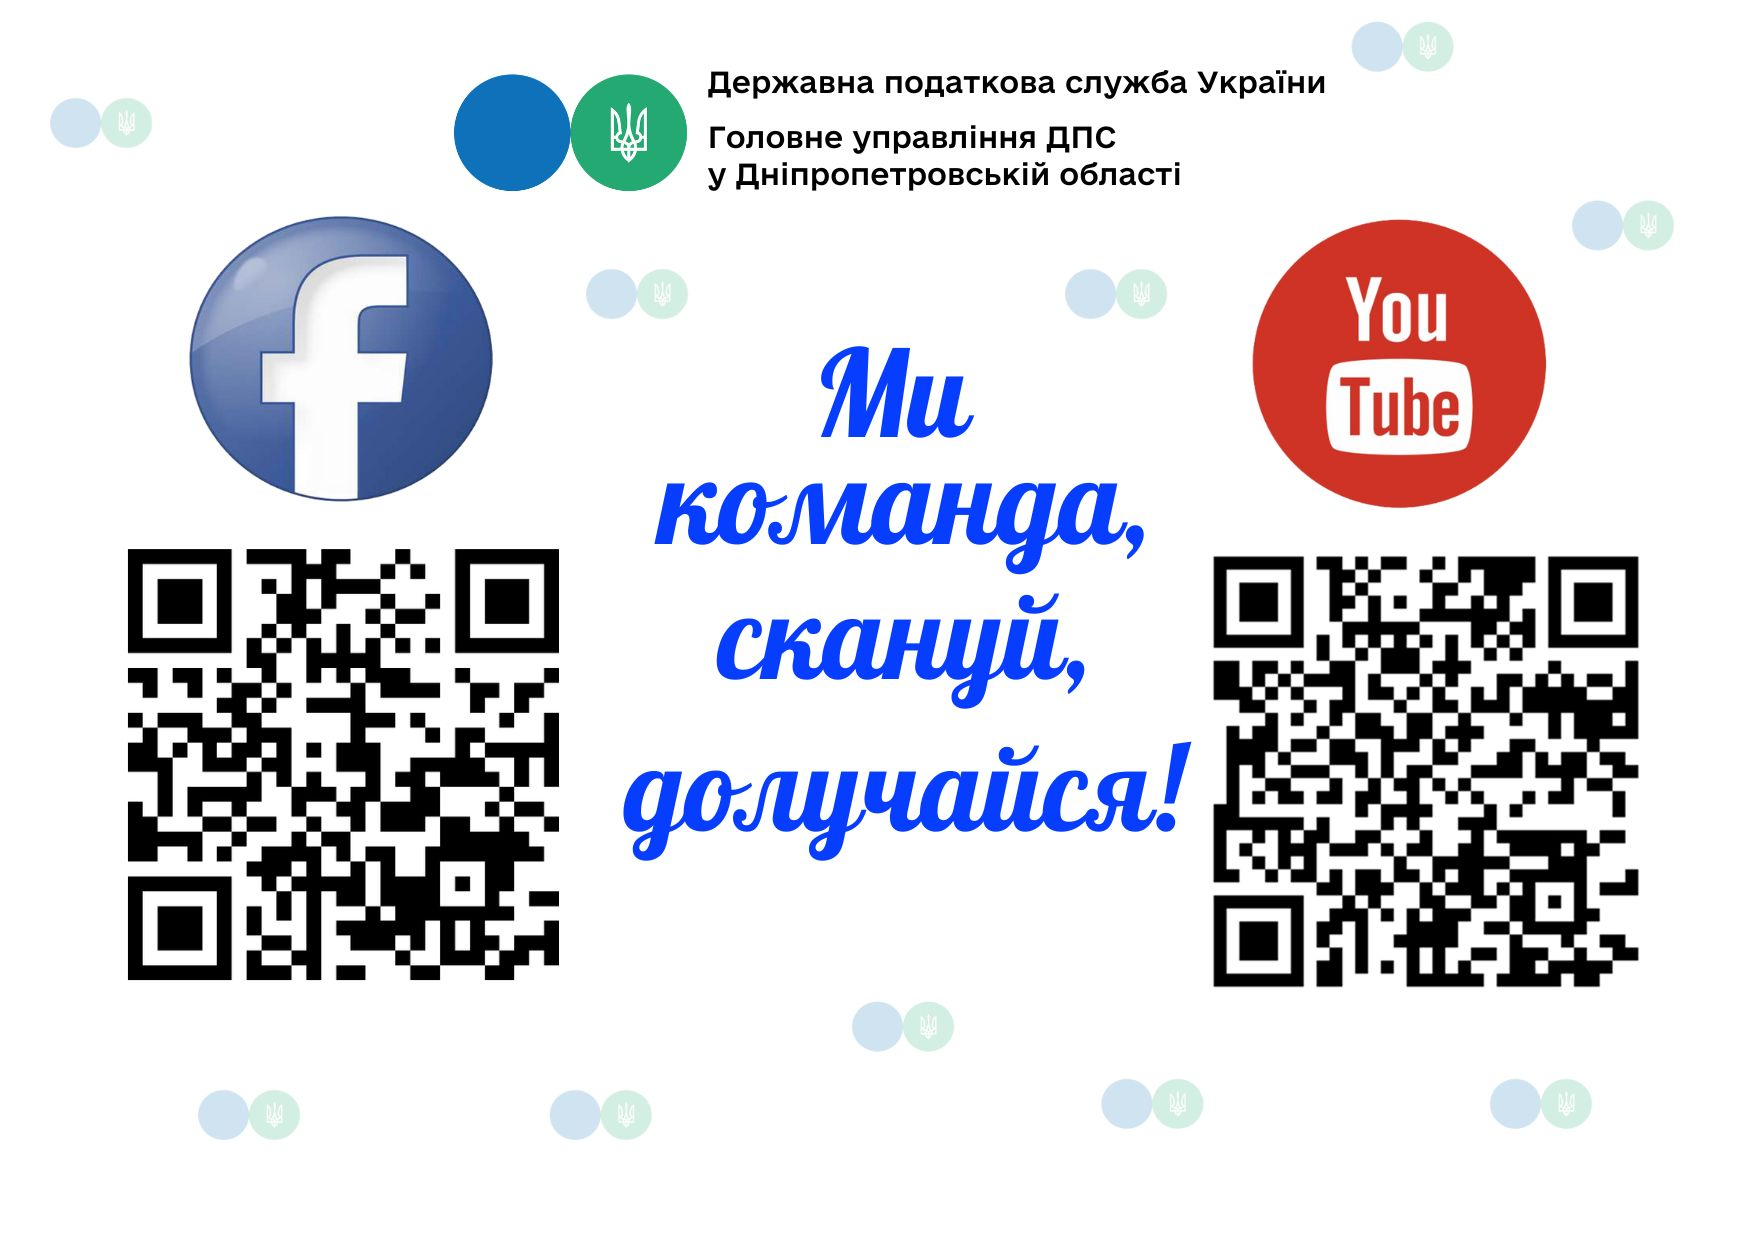 Державна податкова служба України
Головне управління ДПС
у Дніпропетровській області
f
You
Tube
Ми
команда,
скануй,
долучайся!